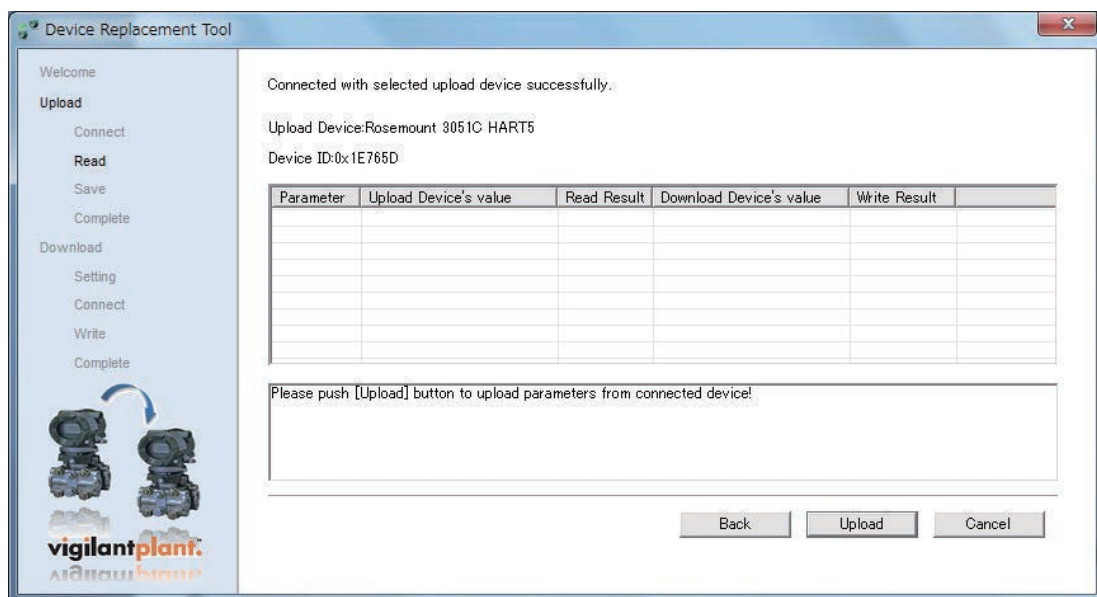 Device Replacement Tool
Welcome
Upload
Connect
Read
Save
Complete
Download
Setting
Connect
Write
Complete
vigilantplant.
Connected with selected upload device successfully.
Upload Device:Rosemount 3051C HART5
Device ID:0x1E765D
Parameter Upload Device's value Read Result Download Device's value Write Result
Please push [Upload] button to upload parameters from connected device!
Back Upload Cancel